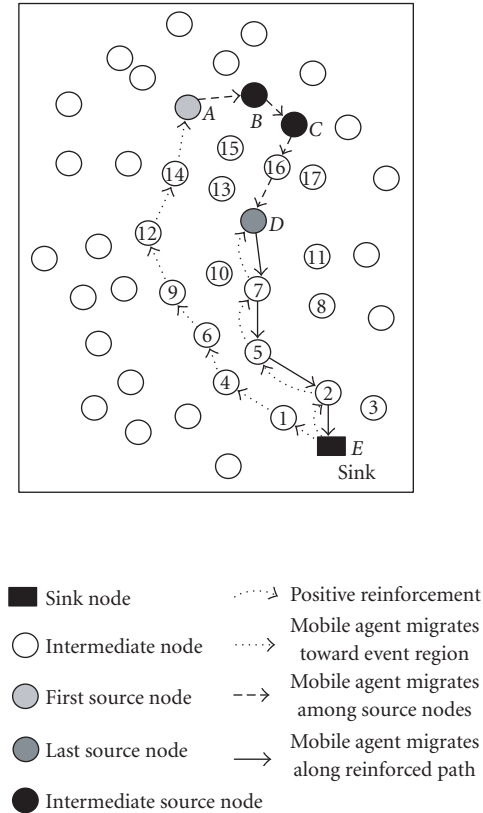 A
B
C
15
16
17
14
13
D
12
11
10
7
9
8
6
5
4
2
3
1
E
Sink
Sink node
Intermediate node
First source node
Last source node
Intermediate source node
Positive reinforcement
Mobile agent migrates
toward event region
Mobile agent migrates
among source nodes
Mobile agent migrates
along reinforced path